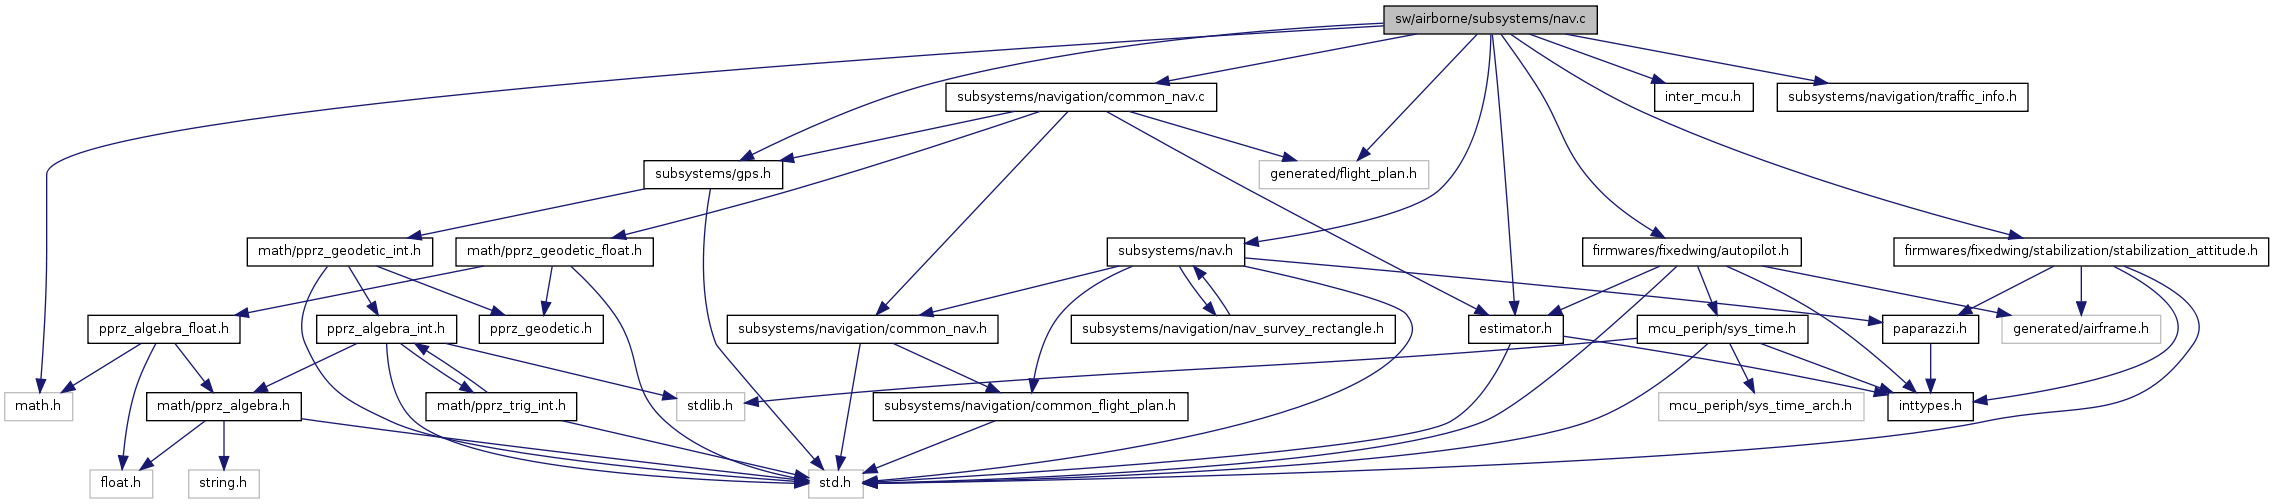 sw/airborne/subsystems/nav.c
subsystems/navigation/common_nav.c
inter_mcu.h
subsystems/navigation/traffic_info.h
subsystems/gps.h
generated/flight_plan.h
math/pprz_geodetic_int.h
math/pprz_geodetic_float.h
subsystems/nav.h
firmwares/fixedwing/autopilot.h
firmwares/fixedwing/stabilization/stabilization_attitude.h
pprz_algebra_float.h
pprz_algebra_int.h
pprz_geodetic.h
subsystems/navigation/common_nav.h
subsystems/navigation/nav_survey_rectangle.h
estimator.h
mcu_periph/sys_time.h
paparazzi.h
generated/airframe.h
math.h
math/pprz_algebra.h
math/pprz_trig_int.h
stdlib.h
subsystems/navigation/common_flight_plan.h
mcu_periph/sys_time_arch.h
inttypes.h
float.h
string.h
std.h